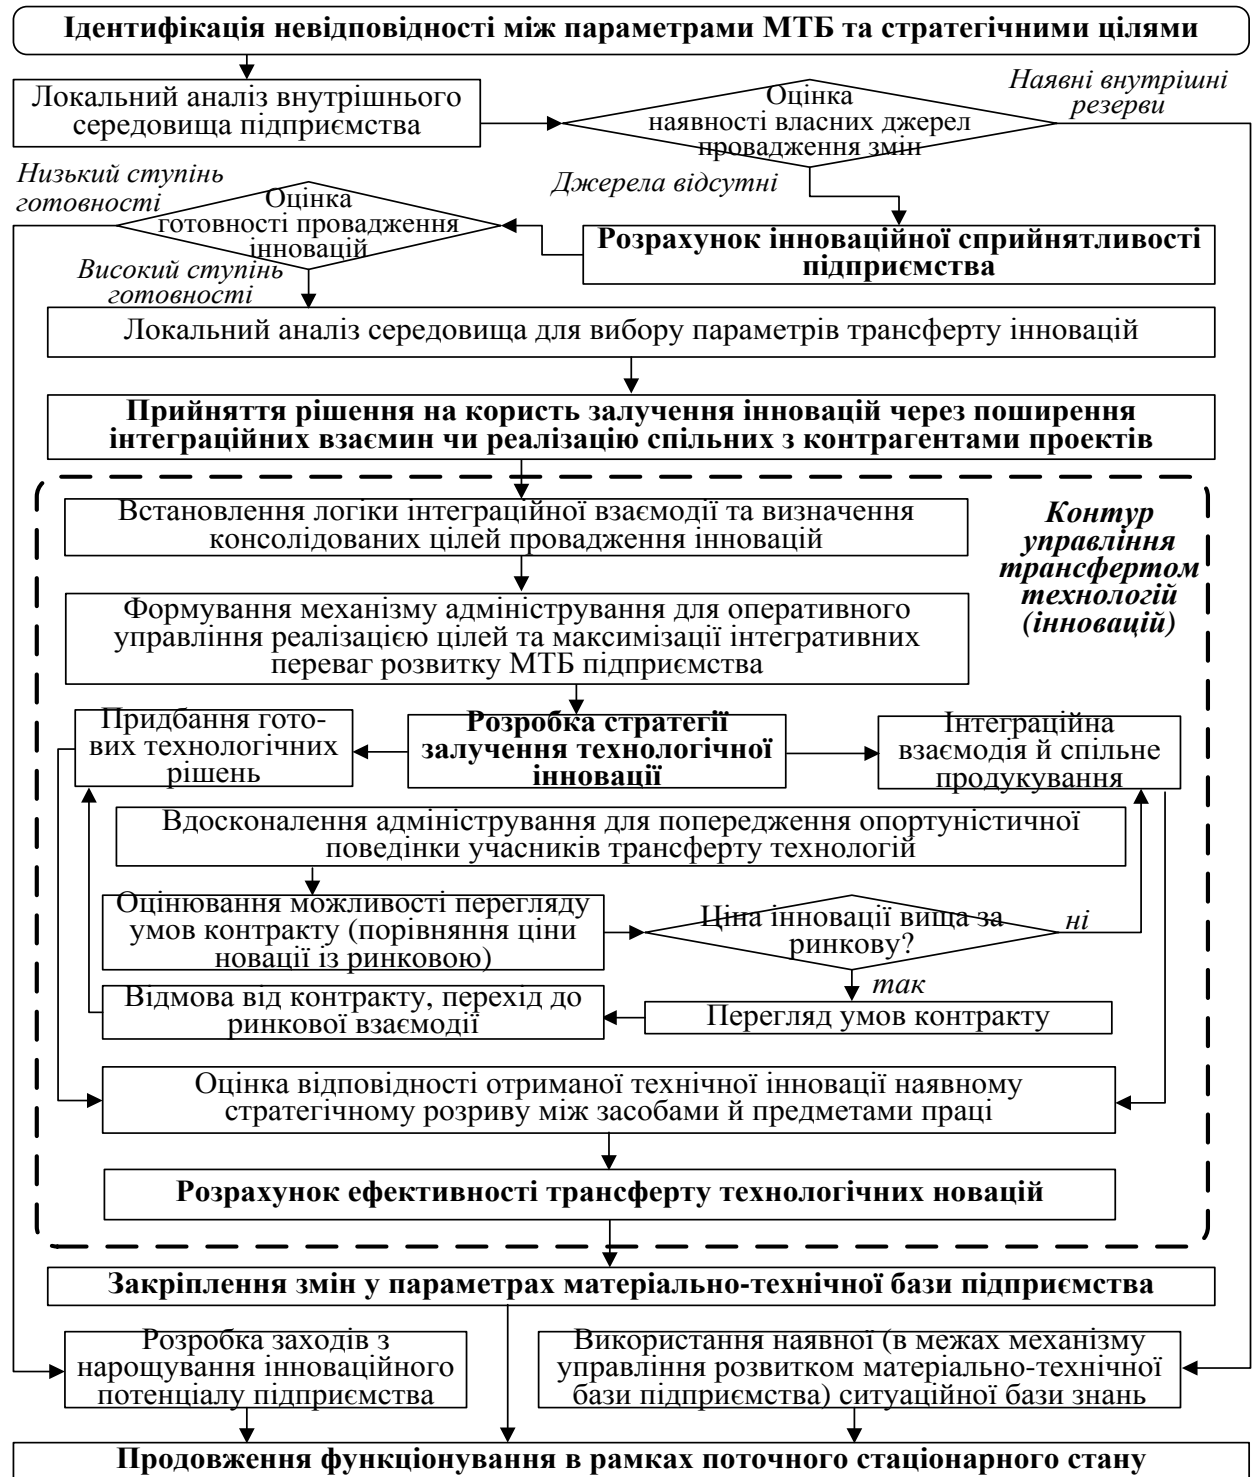 Ідентифікація невідповідності між параметрами МТБ та стратегічними цілями
Локальний аналіз внутрішнього
середовища підприємства
Оцінка
наявності власних джерел
провадження змін
Наявні внутрішні
резерви
Низький ступінь
готовності
Оцінка
готовності провадження
інновацій
Джерела відсутні
Розрахунок інноваційної сприйнятливості
підприємства
Високий ступінь
готовності
Локальний аналіз середовища для вибору параметрів трансферту інновацій
Прийняття рішення на користь залучення інновацій через поширення
інтеграційних взаємин чи реалізацію спільних з контрагентами проектів
Встановлення логіки інтеграційної взаємодії та визначення
консолідованих цілей провадження інновацій
Контур
управління
трансфертом
технологій
(інновацій)
Формування механізму адміністрування для оперативного
управління реалізацією цілей та максимізації інтегративних
переваг розвитку МТБ підприємства
Придбання гото-
вих технологічних
рішень
Розробка стратегії
залучення технологічної
інновації
Інтеграційна
взаємодія й спільне
продукування
Вдосконалення адміністрування для попередження опортуністичної
поведінки учасників трансферту технологій
Оцінювання можливості перегляду
умов контракту (порівняння ціни
новації із ринковою)
Ціна інновації вища за
ринкову?
ні
так
Відмова від контракту, перехід до
ринкової взаємодії
Перегляд умов контракту
Оцінка відповідності отриманої технічної інновації наявному
стратегічному розриву між засобами й предметами праці
Розрахунок ефективності трансферту технологічних новацій
Закріплення змін у параметрах матеріально-технічної бази підприємства
Розробка заходів з
нарощування інноваційного
потенціалу підприємства
Використання наявної (в межах механізму
управління розвитком матеріально-технічної
бази підприємства) ситуаційної бази знань
Продовження функціонування в рамках поточного стаціонарного стану